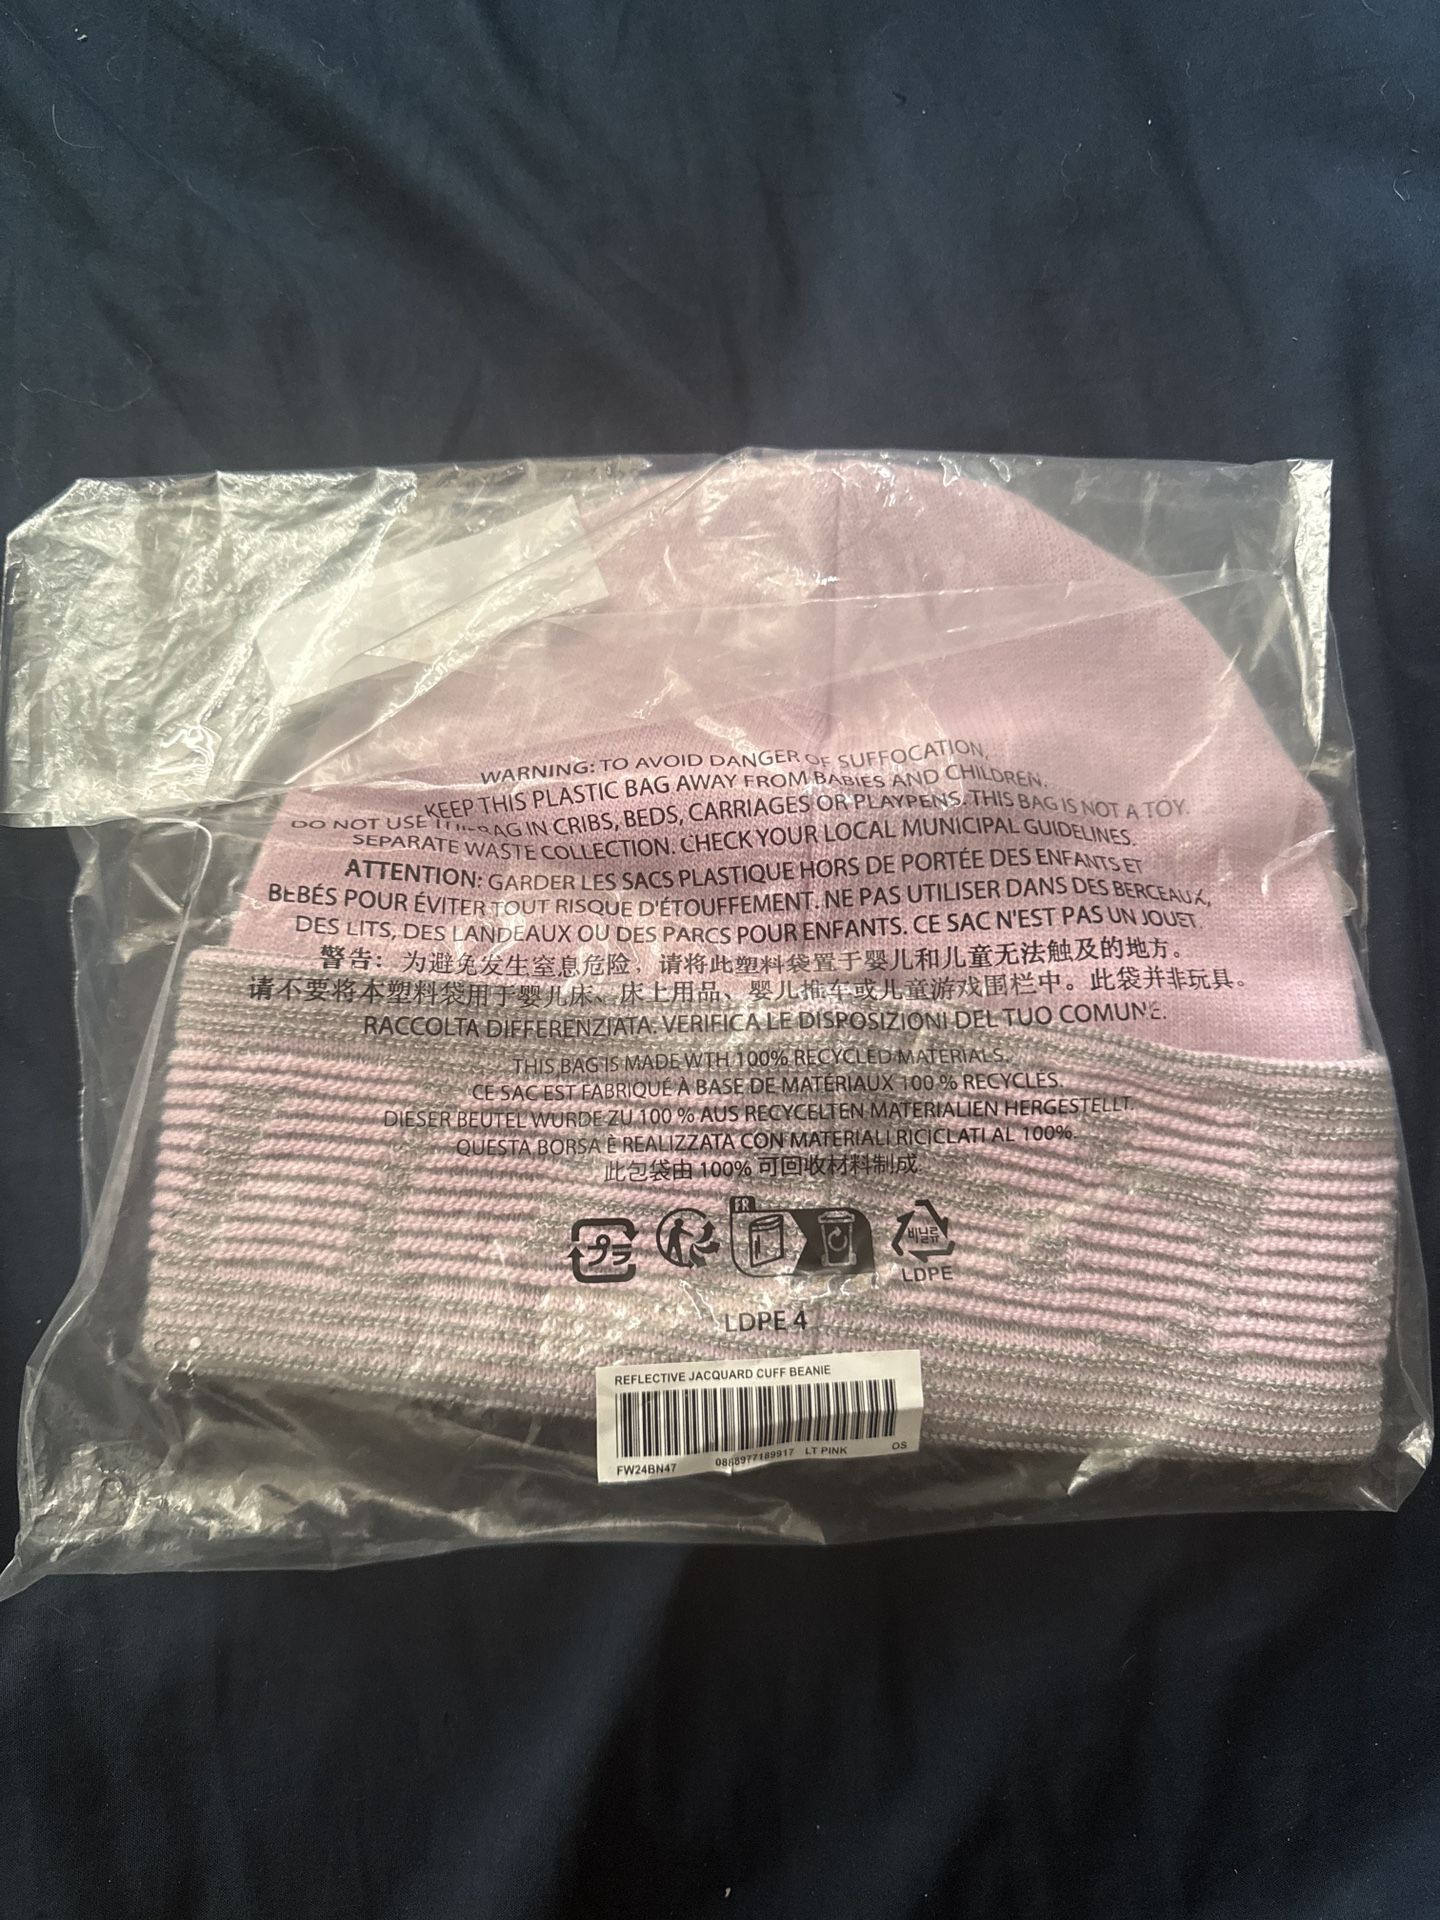 WARNING: TO AVOID DANGER OF SUFFOCATION,
KEEP THIS PLASTIC BAG AWAY FROM BABIES AND CHILDREN.
DO NOT USE THIS BAG IN CRIBS, BEDS, CARRIAGES OR PLAYPENS. THIS BAG IS NOT A TOY.
SEPARATE WASTE COLLECTION. CHECK YOUR LOCAL MUNICIPAL GUIDELINES.
ATTENTION: GARDER LES SACS PLASTIQUE HORS DE PORTÉE DES ENFANTS ET
BÉBÉS POUR ÉVITER TOUT RISQUE D'ÉTOUFFEMENT. NE PAS UTILISER DANS DES BERCEAUX,
DES LITS, DES LANDEAUX OU DES PARCS POUR ENFANTS. CE SAC N'EST PAS UN JOUET.
警告：为避免发生窒息危险，请将此塑料袋置于婴儿和儿童无法触及的地方。
请不要将本塑料袋用于婴儿床、床上用品、婴儿推车或儿童游戏围栏中。此袋并非玩具。
RACCOLTA DIFFERENZIATA. VERIFICA LE DISPOSIZIONI DEL TUO COMUNE.
THIS BAG IS MADE WTH 100% RECYCLED MATERIALS.
CE SAC EST FABRIQUÉ À BASE DE MATÉRIAUX 100 % RECYCLÉS.
DIESER BEUTEL WURDE ZU 100 % AUS RECYCELTEN MATERIALIEN HERGESTELLT.
QUESTA BORSA È REALIZZATA CON MATERIALI RICICLATI AL 100%.
此包袋由 100% 可回收材料制成.
プラ
FR
비닐류
LDPE
LDPE 4
REFLECTIVE JACQUARD CUFF BEANIE
FW24BN47 0888977189917 LT PINK OS